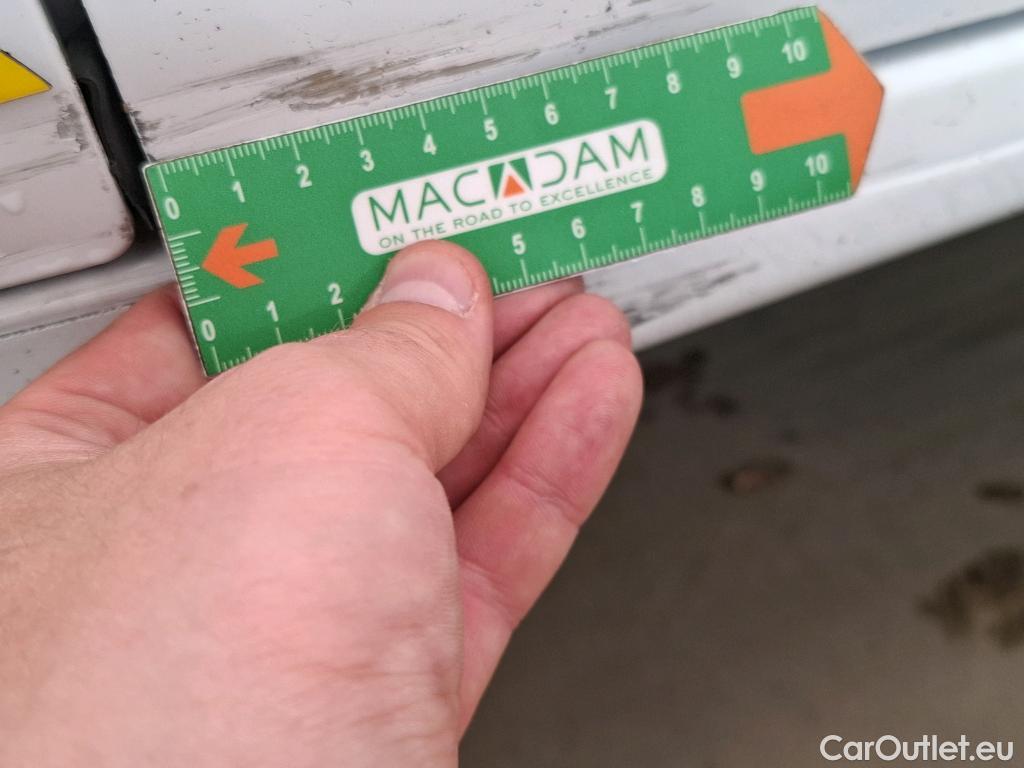 0 1 2 3 4 5 6 7 8 9 10
MACADAM
ON THE ROAD TO EXCELLENCE
0 1 2 5 6 7 8 9 10
CarOutlet.eu